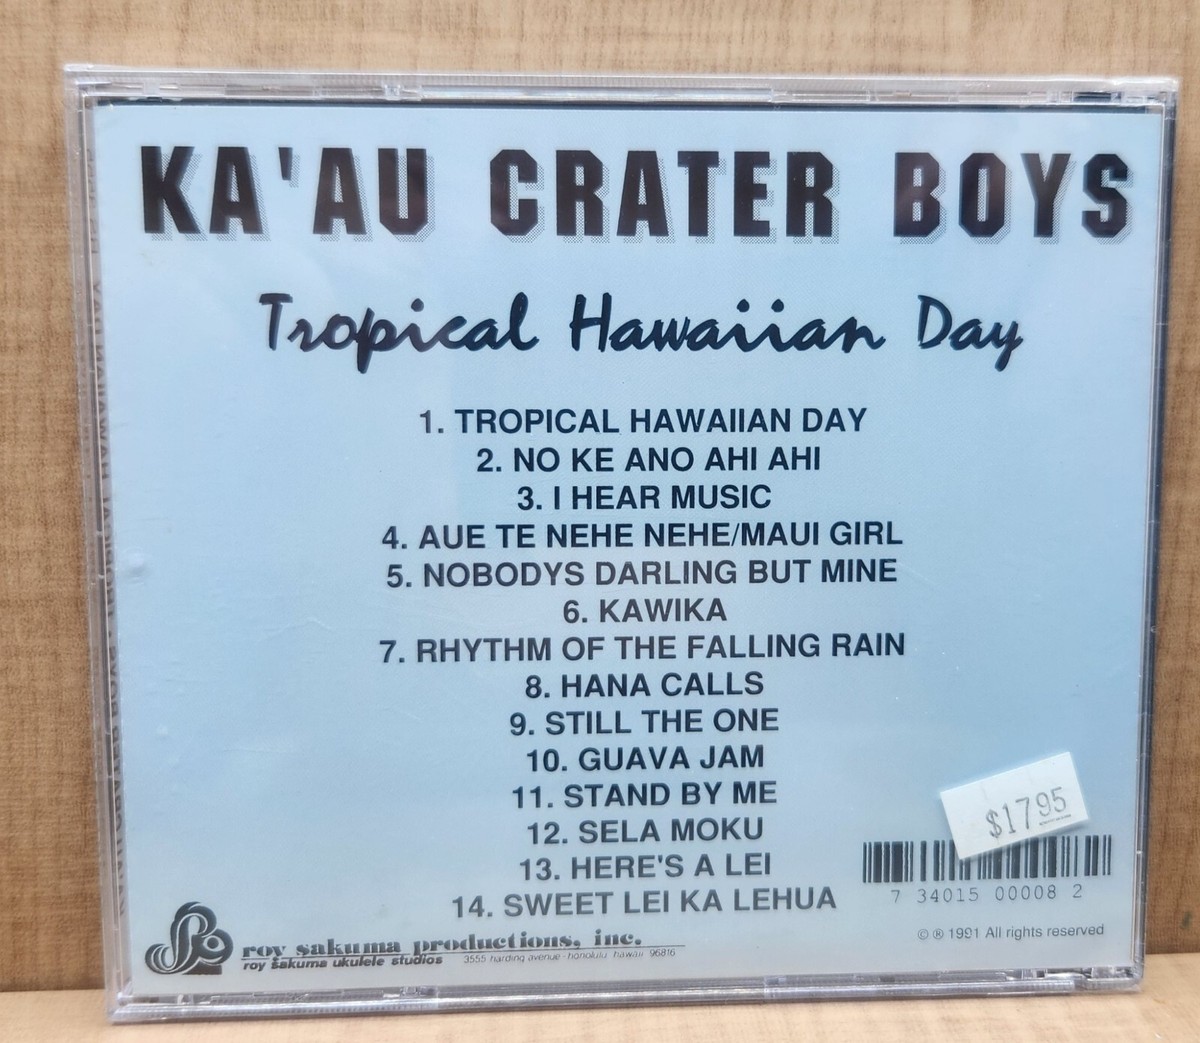 KA'AU CRATER BOYS
Tropical Hawaiian Day
1. TROPICAL HAWAIIAN DAY
2. NO KE ANO AHI AHI
3. I HEAR MUSIC
4. AUE TE NEHE NEHE/MAUI GIRL
5. NOBODYS DARLING BUT MINE
6. KAWIKA
7. RHYTHM OF THE FALLING RAIN
8. HANA CALLS
9. STILL THE ONE
10. GUAVA JAM
11. STAND BY ME
12. SELA MOKU
13. HERE'S A LEI
14. SWEET LEI KA LEHUA
$17.95
7 34015 00008 2
© ® 1991 All rights reserved
roy sakuma productions, inc.
roy sakuma ukulele studios 3555 harding avenue · honolulu hawaii 96816